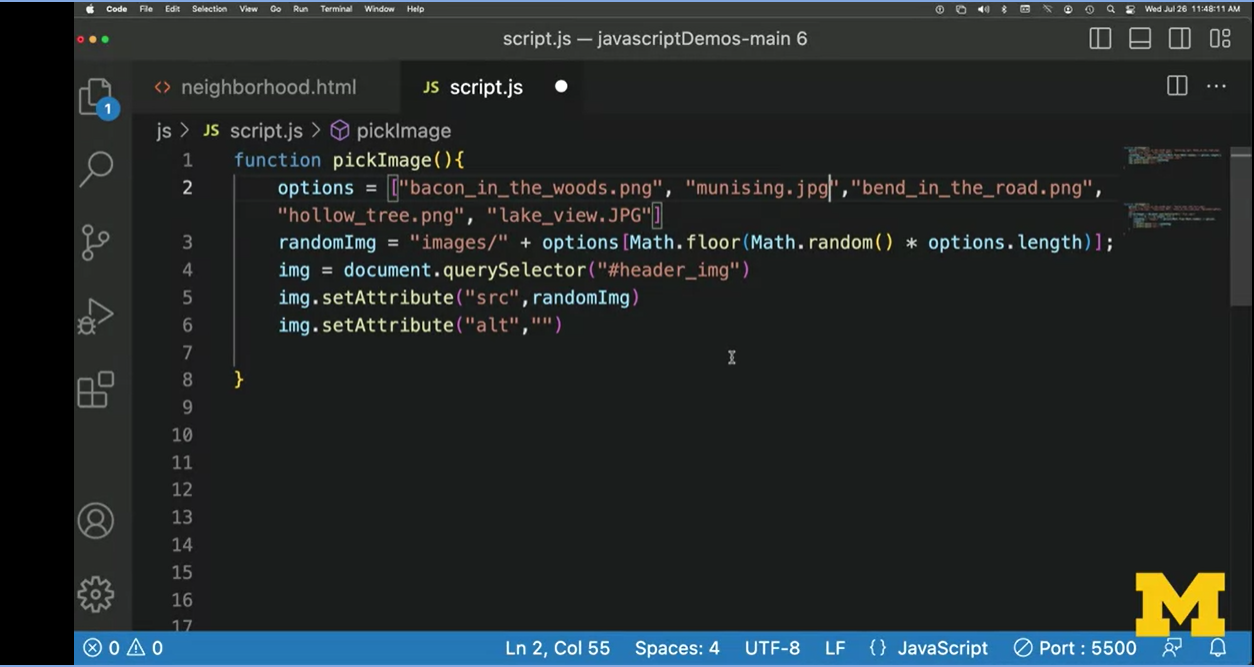 Code File Edit Selection View Go Run Terminal Window Help Wed Jul 26 11:48:11 AM
script.js — javascriptDemos-main 6
<> neighborhood.html JS script.js
1
js > JS script.js > pickImage
1 function pickImage(){
2 options = ["bacon_in_the_woods.png", "munising.jpg","bend_in_the_road.png",
"hollow_tree.png", "lake_view.JPG"]
3 randomImg = "images/" + options[Math.floor(Math.random() * options.length)];
4 img = document.querySelector("#header_img")
5 img.setAttribute("src",randomImg)
6 img.setAttribute("alt","")
7
8 }
9
10
11
12
13
14
15
16
17
M
0 0 Ln 2, Col 55 Spaces: 4 UTF-8 LF {} JavaScript Port : 5500